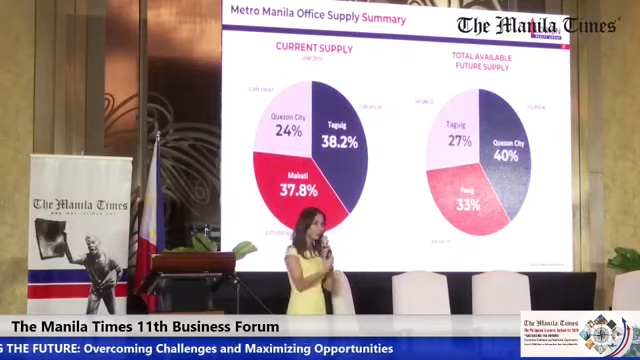 Metro Manila Office Supply Summary
The Manila Times
CURRENT SUPPLY
Quezon City
24%
Taguig
38.2%
Makati
37.8%
TOTAL AVAILABLE
FUTURE SUPPLY
Taguig
27%
Quezon City
40%
Pasig
33%
The Manila Times
The Manila Times 11th Business Forum
G THE FUTURE: Overcoming Challenges and Maximizing Opportunities
The Manila Times